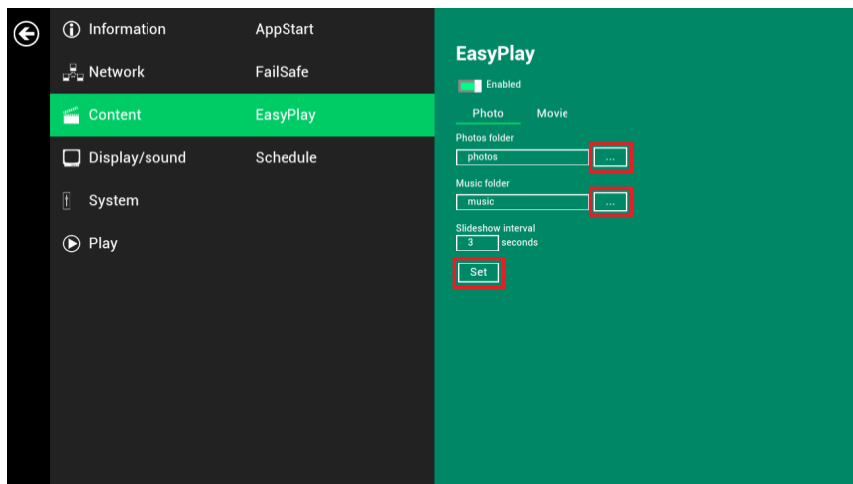 Information
Network
Content
Display/sound
System
Play
AppStart
FailSafe
EasyPlay
Schedule
EasyPlay
Enabled
Photo Movie
Photos folder
photos ...
Music folder
music ...
Slideshow interval
3 seconds
Set